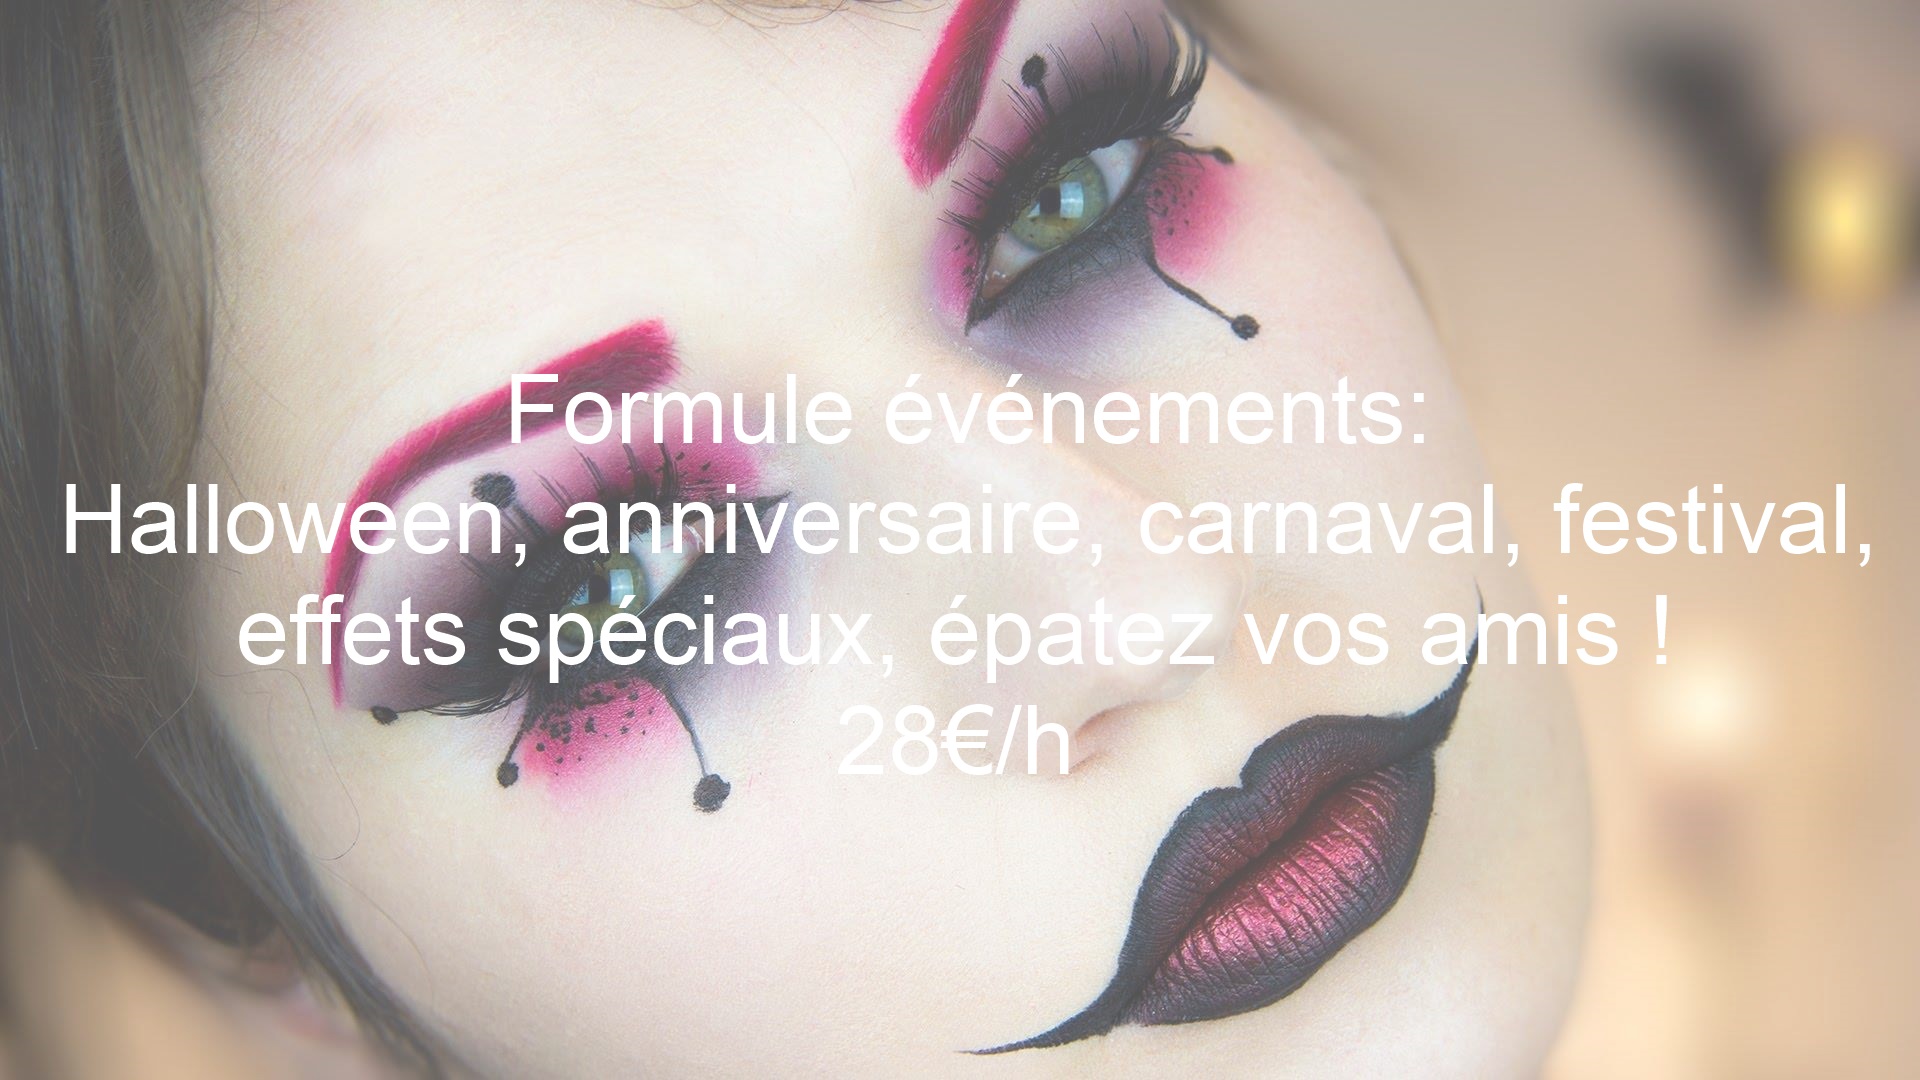 Formule événements:
Halloween, anniversaire, carnaval, festival,
effets spéciaux, épatez vos amis !
28€/h